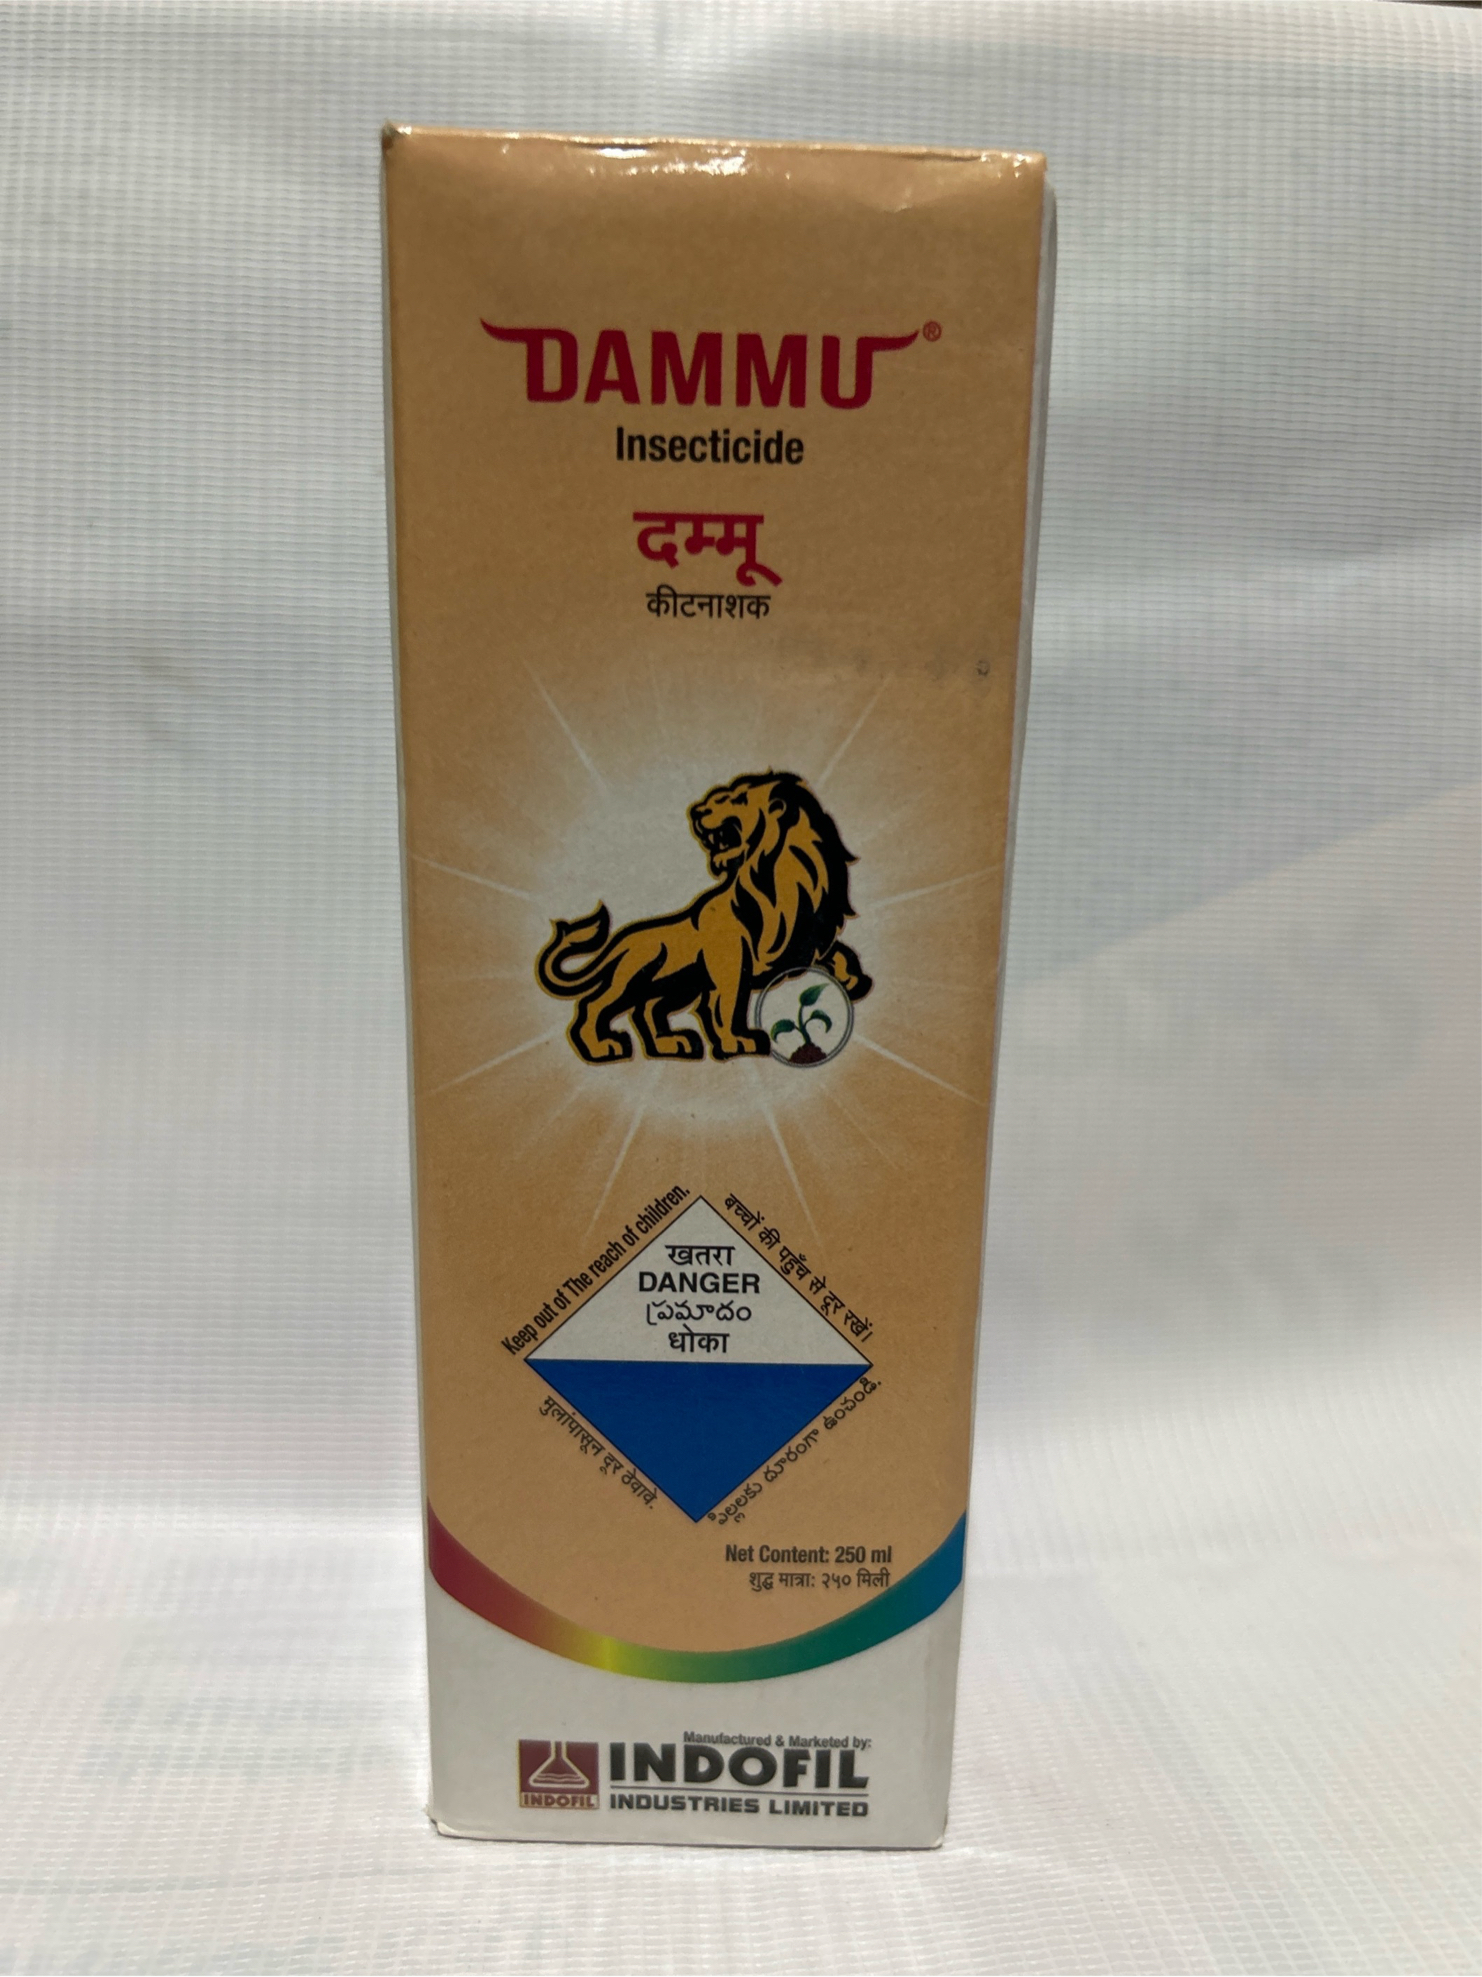 DAMMU®
Insecticide
दम्मू
कीटनाशक
Keep out of The reach of children.
बच्चों की पहुँच से दूर रखें।
खतरा
DANGER
ప్రమాదం
धोका
मुलांपासून दूर ठेवावे.
పిల్లలకు దూరంగా ఉంచండి.
Net Content: 250 ml
शुद्ध मात्रा: २५० मिली
Manufactured & Marketed by:
INDOFIL
INDOFIL
INDUSTRIES LIMITED